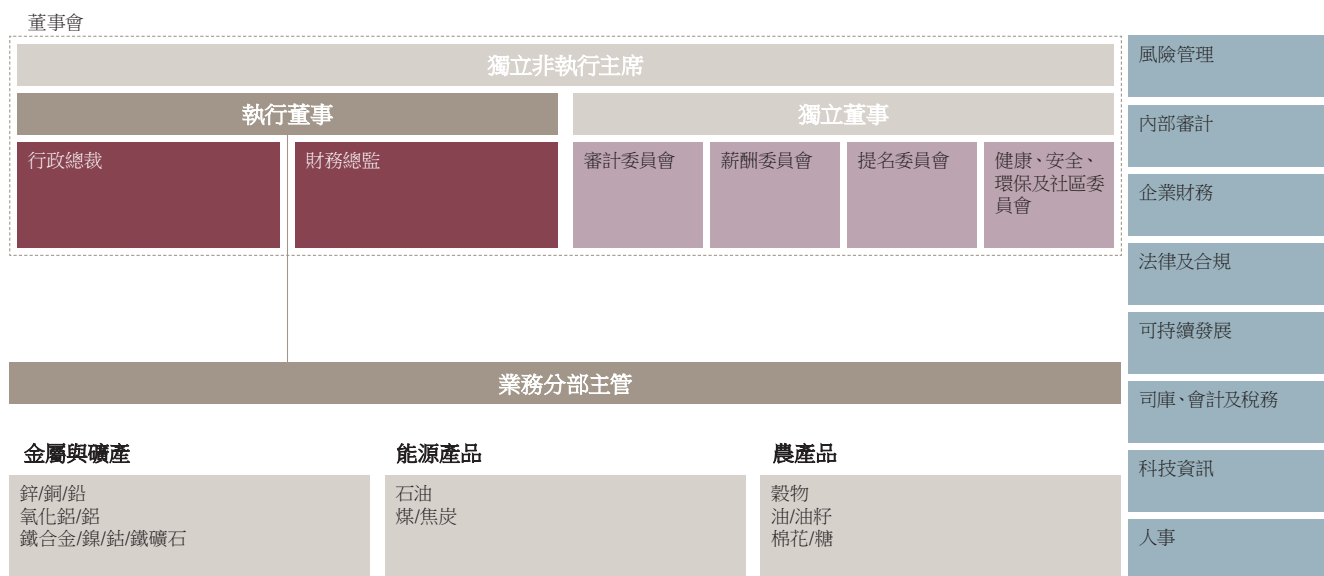 董事會
獨立非執行主席
執行董事
獨立董事
行政總裁
財務總監
審計委員會
薪酬委員會
提名委員會
健康、安全、
環保及社區委
員會
業務分部主管
金屬與礦產
鋅/銅/鉛
氧化鋁/鋁
鐵合金/鎳/鈷/鐵礦石
能源產品
石油
煤/焦炭
農產品
穀物
油/油籽
棉花/糖
風險管理
內部審計
企業財務
法律及合規
可持續發展
司庫、會計及稅務
科技資訊
人事